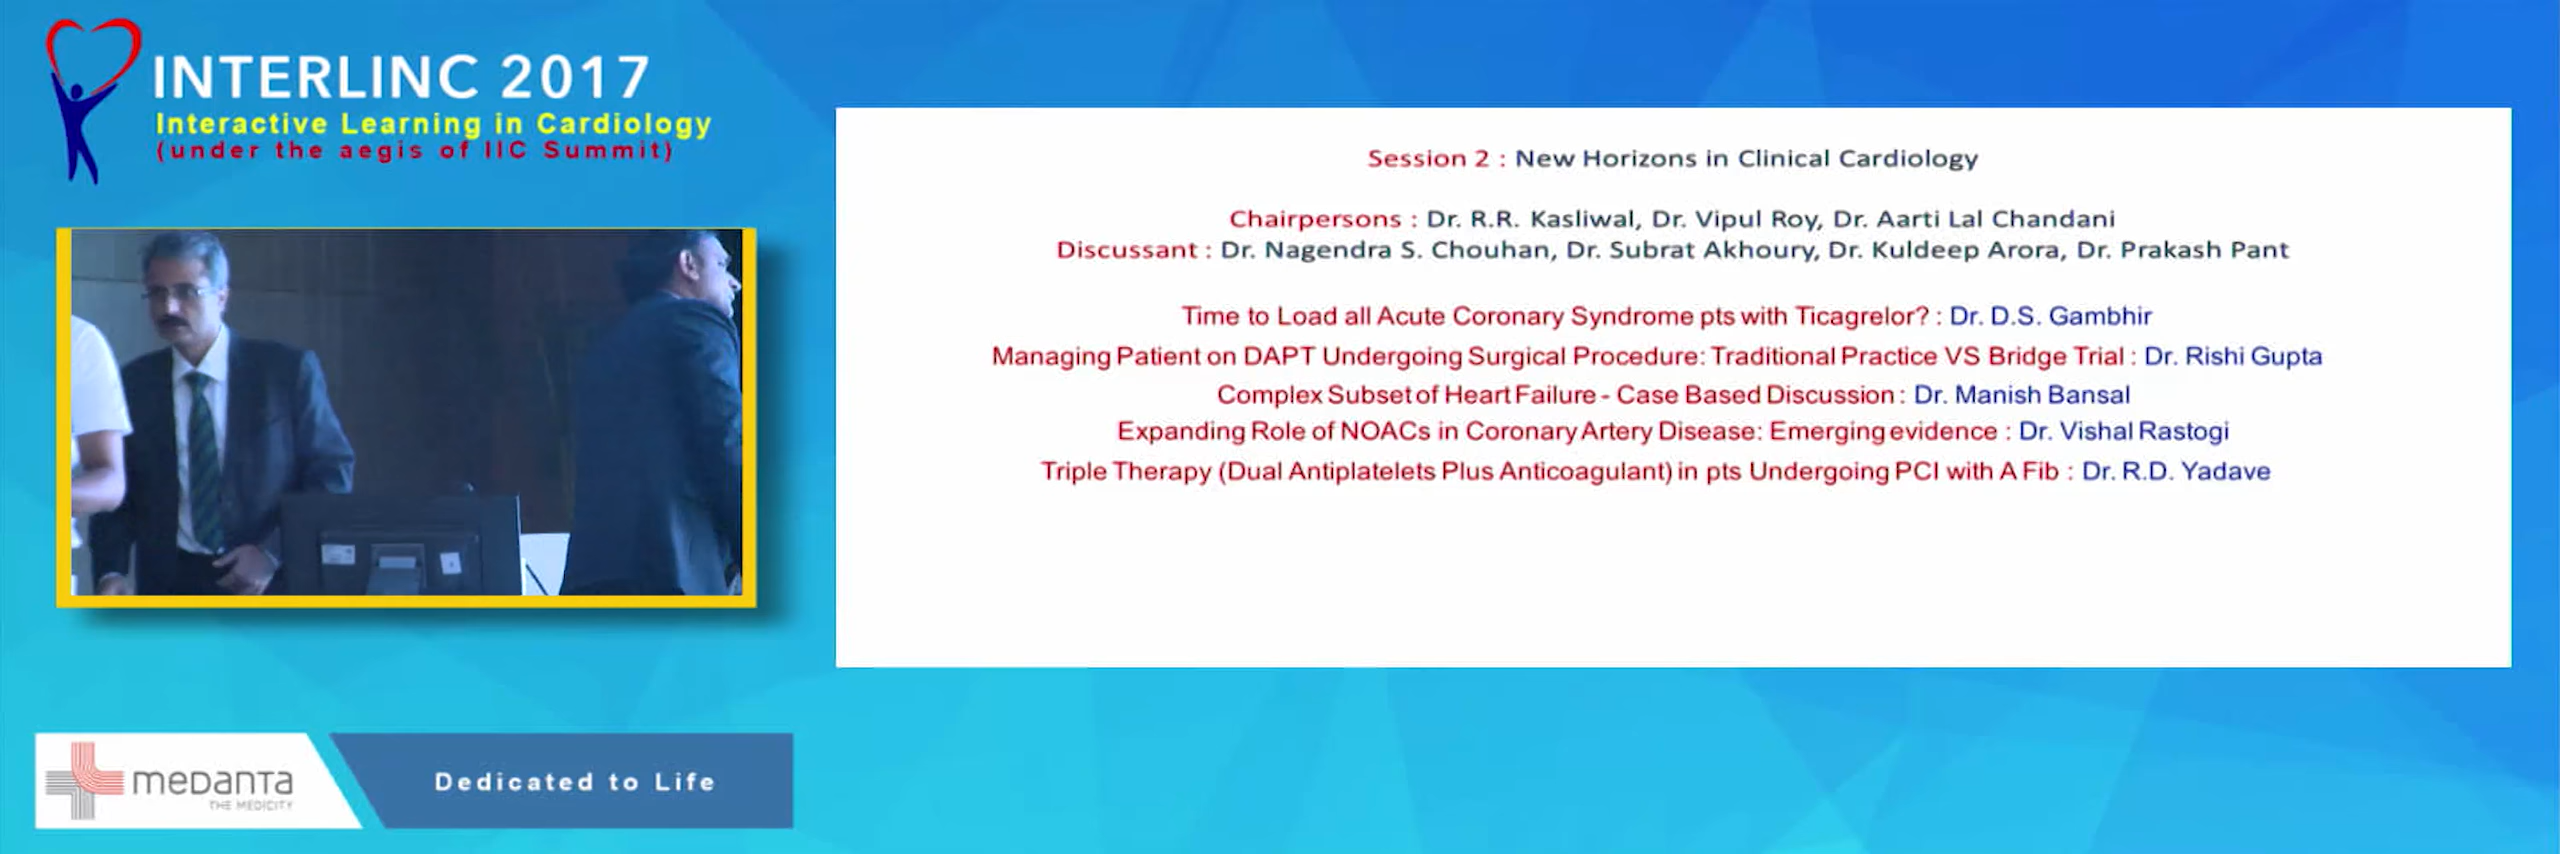 INTERLINC 2017
Interactive Learning in Cardiology
(under the aegis of IIC Summit)
Session 2 : New Horizons in Clinical Cardiology
Chairpersons : Dr. R.R. Kasliwal, Dr. Vipul Roy, Dr. Aarti Lal Chandani
Discussant : Dr. Nagendra S. Chouhan, Dr. Subrat Akhoury, Dr. Kuldeep Arora, Dr. Prakash Pant
Time to Load all Acute Coronary Syndrome pts with Ticagrelor? : Dr. D.S. Gambhir
Managing Patient on DAPT Undergoing Surgical Procedure: Traditional Practice VS Bridge Trial : Dr. Rishi Gupta
Complex Subset of Heart Failure - Case Based Discussion : Dr. Manish Bansal
Expanding Role of NOACs in Coronary Artery Disease: Emerging evidence : Dr. Vishal Rastogi
Triple Therapy (Dual Antiplatelets Plus Anticoagulant) in pts Undergoing PCI with A Fib : Dr. R.D. Yadave
medanta
THE MEDICITY
Dedicated to Life